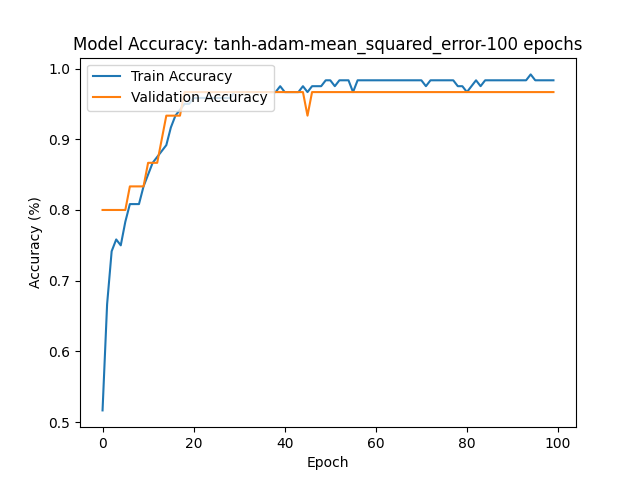 Model Accuracy: tanh-adam-mean_squared_error-100 epochs
Train Accuracy
Validation Accuracy
1.0
0.9
0.8
0.7
0.6
0.5
Accuracy (%)
0 20 40 60 80 100
Epoch